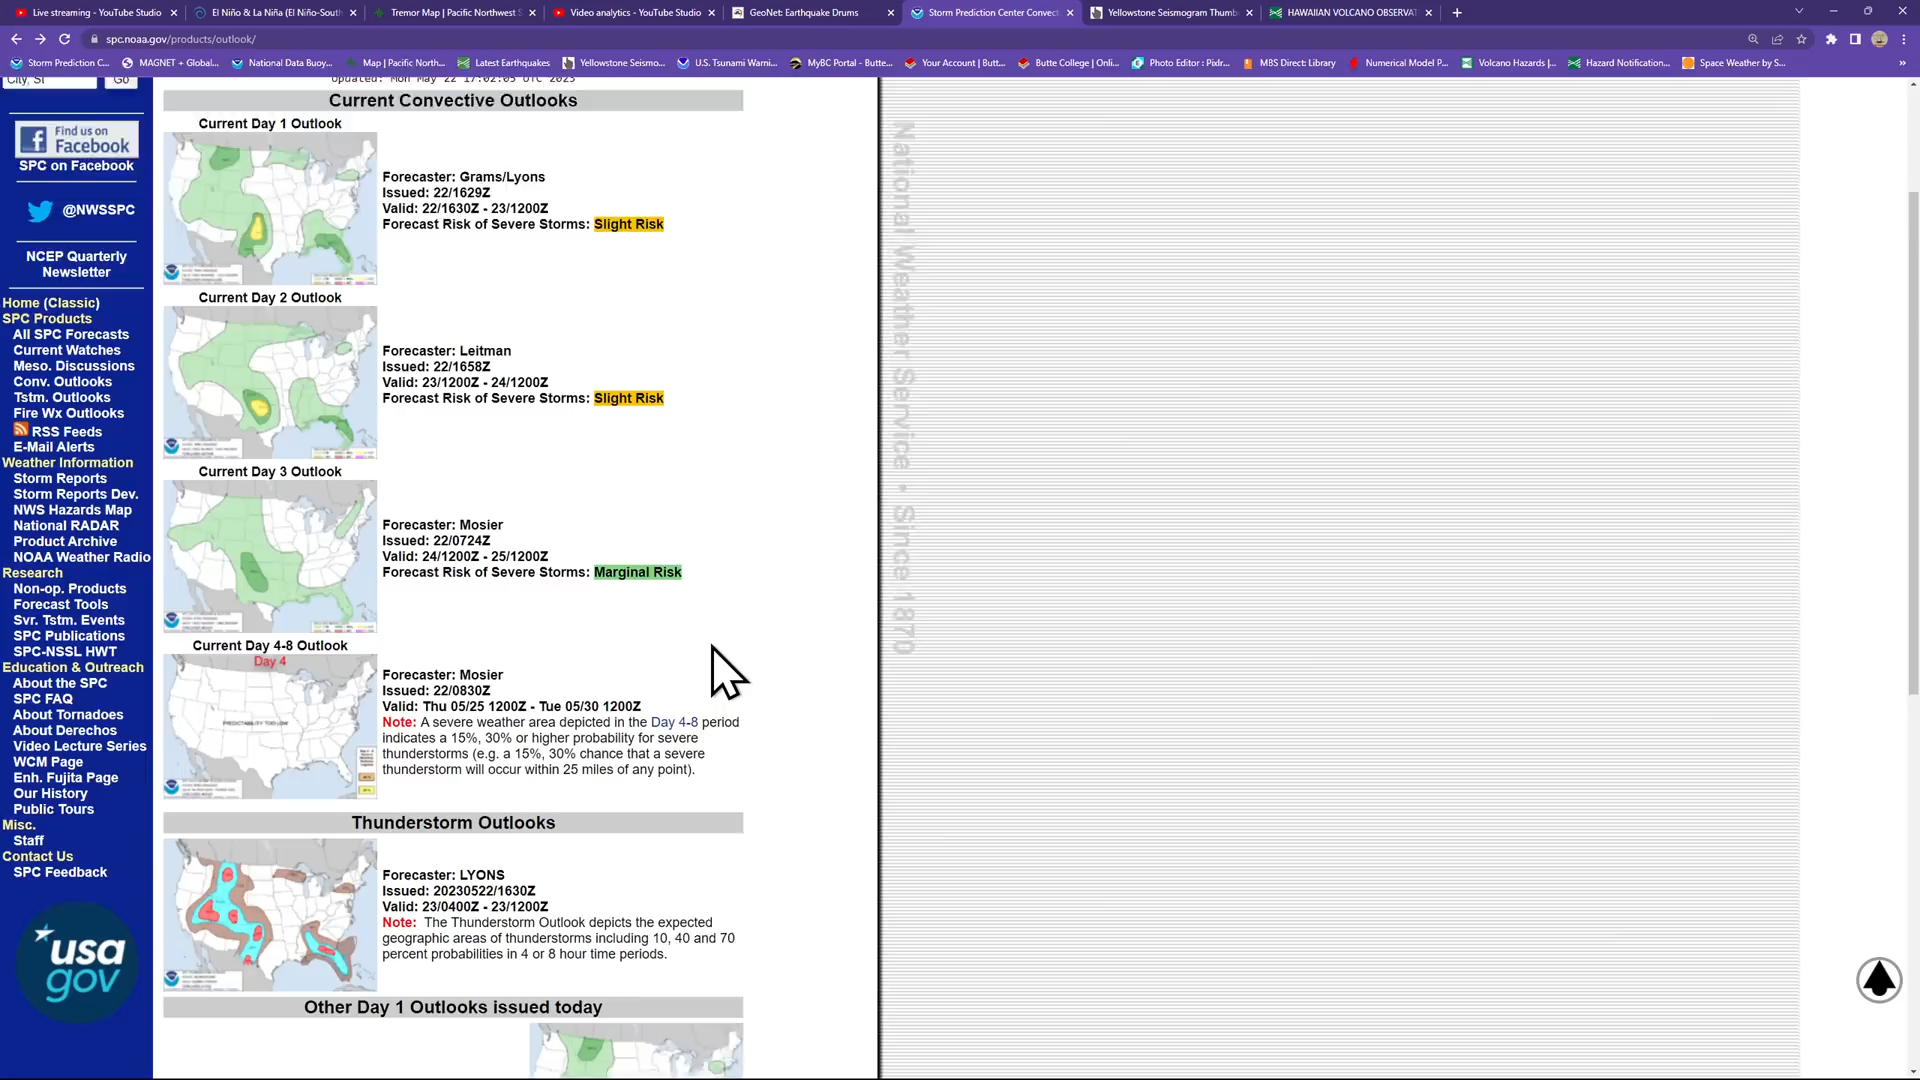 Live streaming - YouTube Studio
El Niño & La Niña (El Niño-South
Tremor Map | Pacific Northwest S
Video analytics - YouTube Studio
GeoNet: Earthquake Drums
Storm Prediction Center Convect
Yellowstone Seismogram Thumb
HAWAIIAN VOLCANO OBSERVAT
spc.noaa.gov/products/outlook/
Storm Prediction C...
MAGNET + Global...
National Data Buoy...
Map | Pacific North...
Latest Earthquakes
Yellowstone Seismo...
U.S. Tsunami Warni...
MyBC Portal - Butte...
Your Account | Butt...
Butte College | Onli...
Photo Editor : Pixlr...
MBS Direct Library
Numerical Model P...
Volcano Hazards |...
Hazard Notification...
Space Weather by S...
City, St
Go
Find us on
Facebook
SPC on Facebook
@NWSSPC
NCEP Quarterly
Newsletter
Home (Classic)
SPC Products
All SPC Forecasts
Current Watches
Meso. Discussions
Conv. Outlooks
Tstm. Outlooks
Fire Wx Outlooks
RSS Feeds
E-Mail Alerts
Weather Information
Storm Reports
Storm Reports Dev.
NWS Hazards Map
National RADAR
Product Archive
NOAA Weather Radio
Research
Non-op. Products
Forecast Tools
Svr. Tstm. Events
SPC Publications
SPC-NSSL HWT
Education & Outreach
About the SPC
SPC FAQ
About Tornadoes
About Derechos
Video Lecture Series
WCM Page
Enh. Fujita Page
Our History
Public Tours
Misc.
Staff
Contact Us
SPC Feedback
usa
gov
Updated: Mon May 22 17:02:05 UTC 2023
Current Convective Outlooks
Current Day 1 Outlook
Forecaster: Grams/Lyons
Issued: 22/1629Z
Valid: 22/1630Z - 23/1200Z
Forecast Risk of Severe Storms: Slight Risk
Current Day 2 Outlook
Forecaster: Leitman
Issued: 22/1658Z
Valid: 23/1200Z - 24/1200Z
Forecast Risk of Severe Storms: Slight Risk
Current Day 3 Outlook
Forecaster: Mosier
Issued: 22/0724Z
Valid: 24/1200Z - 25/1200Z
Forecast Risk of Severe Storms: Marginal Risk
Current Day 4-8 Outlook
Day 4
PREDICTABILITY TOO LOW
Forecaster: Mosier
Issued: 22/0830Z
Valid: Thu 05/25 1200Z - Tue 05/30 1200Z
Note: A severe weather area depicted in the Day 4-8 period
indicates a 15%, 30% or higher probability for severe
thunderstorms (e.g. a 15%, 30% chance that a severe
thunderstorm will occur within 25 miles of any point).
Thunderstorm Outlooks
Forecaster: LYONS
Issued: 20230522/1630Z
Valid: 23/0400Z - 23/1200Z
Note: The Thunderstorm Outlook depicts the expected
geographic areas of thunderstorms including 10, 40 and 70
percent probabilities in 4 or 8 hour time periods.
Other Day 1 Outlooks issued today
National Weather Service • Since 1870